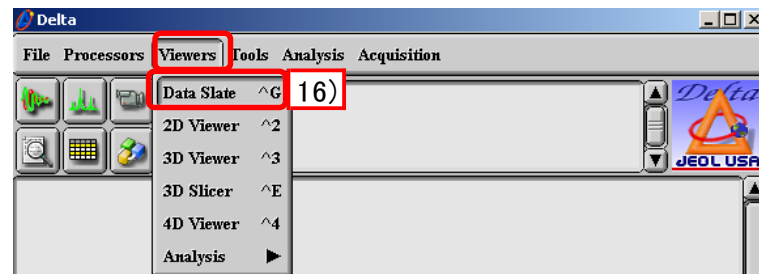 Delta
File Processors Viewers Tools Analysis Acquisition
Data Slate ^G 16)
2D Viewer ^2
3D Viewer ^3
3D Slicer ^E
4D Viewer ^4
Analysis
Delta
JEOL USA